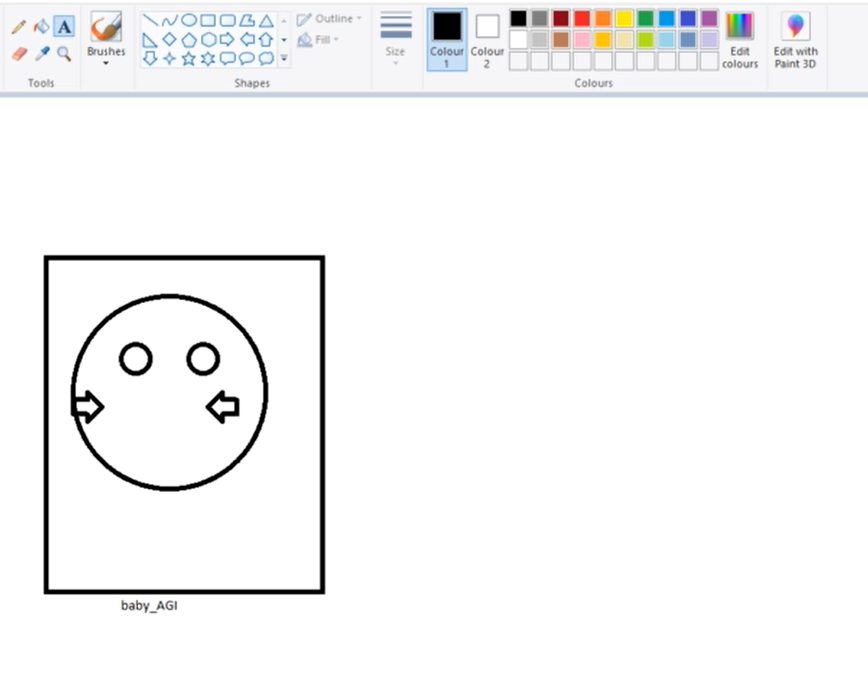 A
Brushes
Outline
Fill
Size
Colour
1
Colour
2
Edit
colours
Edit with
Paint 3D
Tools
Shapes
Colours
baby_AGI